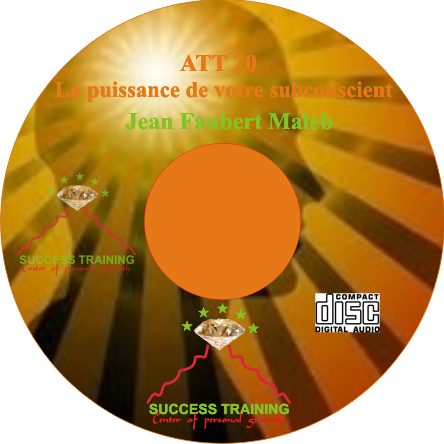 ATT 20
La puissance de votre subconscient
Jean Faubert Maleb
SUCCESS TRAINING
Center of personal growth
COMPACT
disc
DIGITAL AUDIO
SUCCESS TRAINING
Center of personal growth